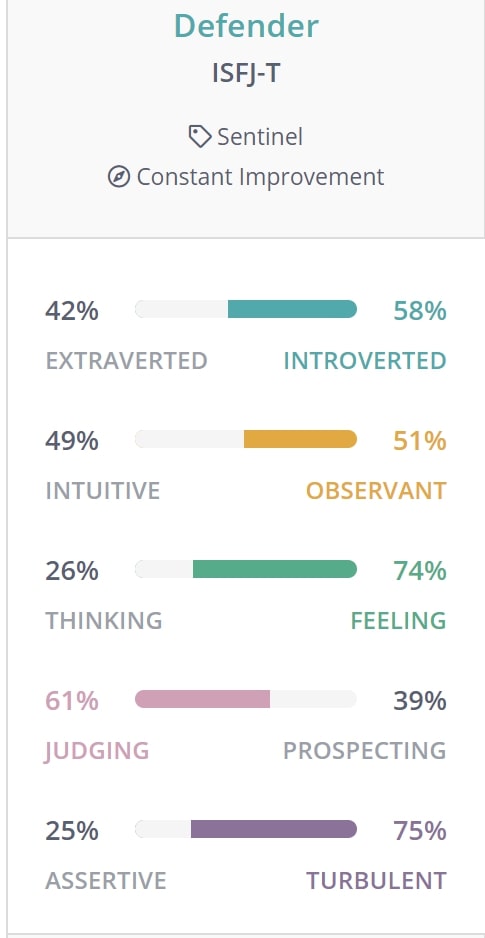 Defender
ISFJ-T
Sentinel
Constant Improvement
42% 58%
EXTRAVERTED INTROVERTED
49% 51%
INTUITIVE OBSERVANT
26% 74%
THINKING FEELING
61% 39%
JUDGING PROSPECTING
25% 75%
ASSERTIVE TURBULENT